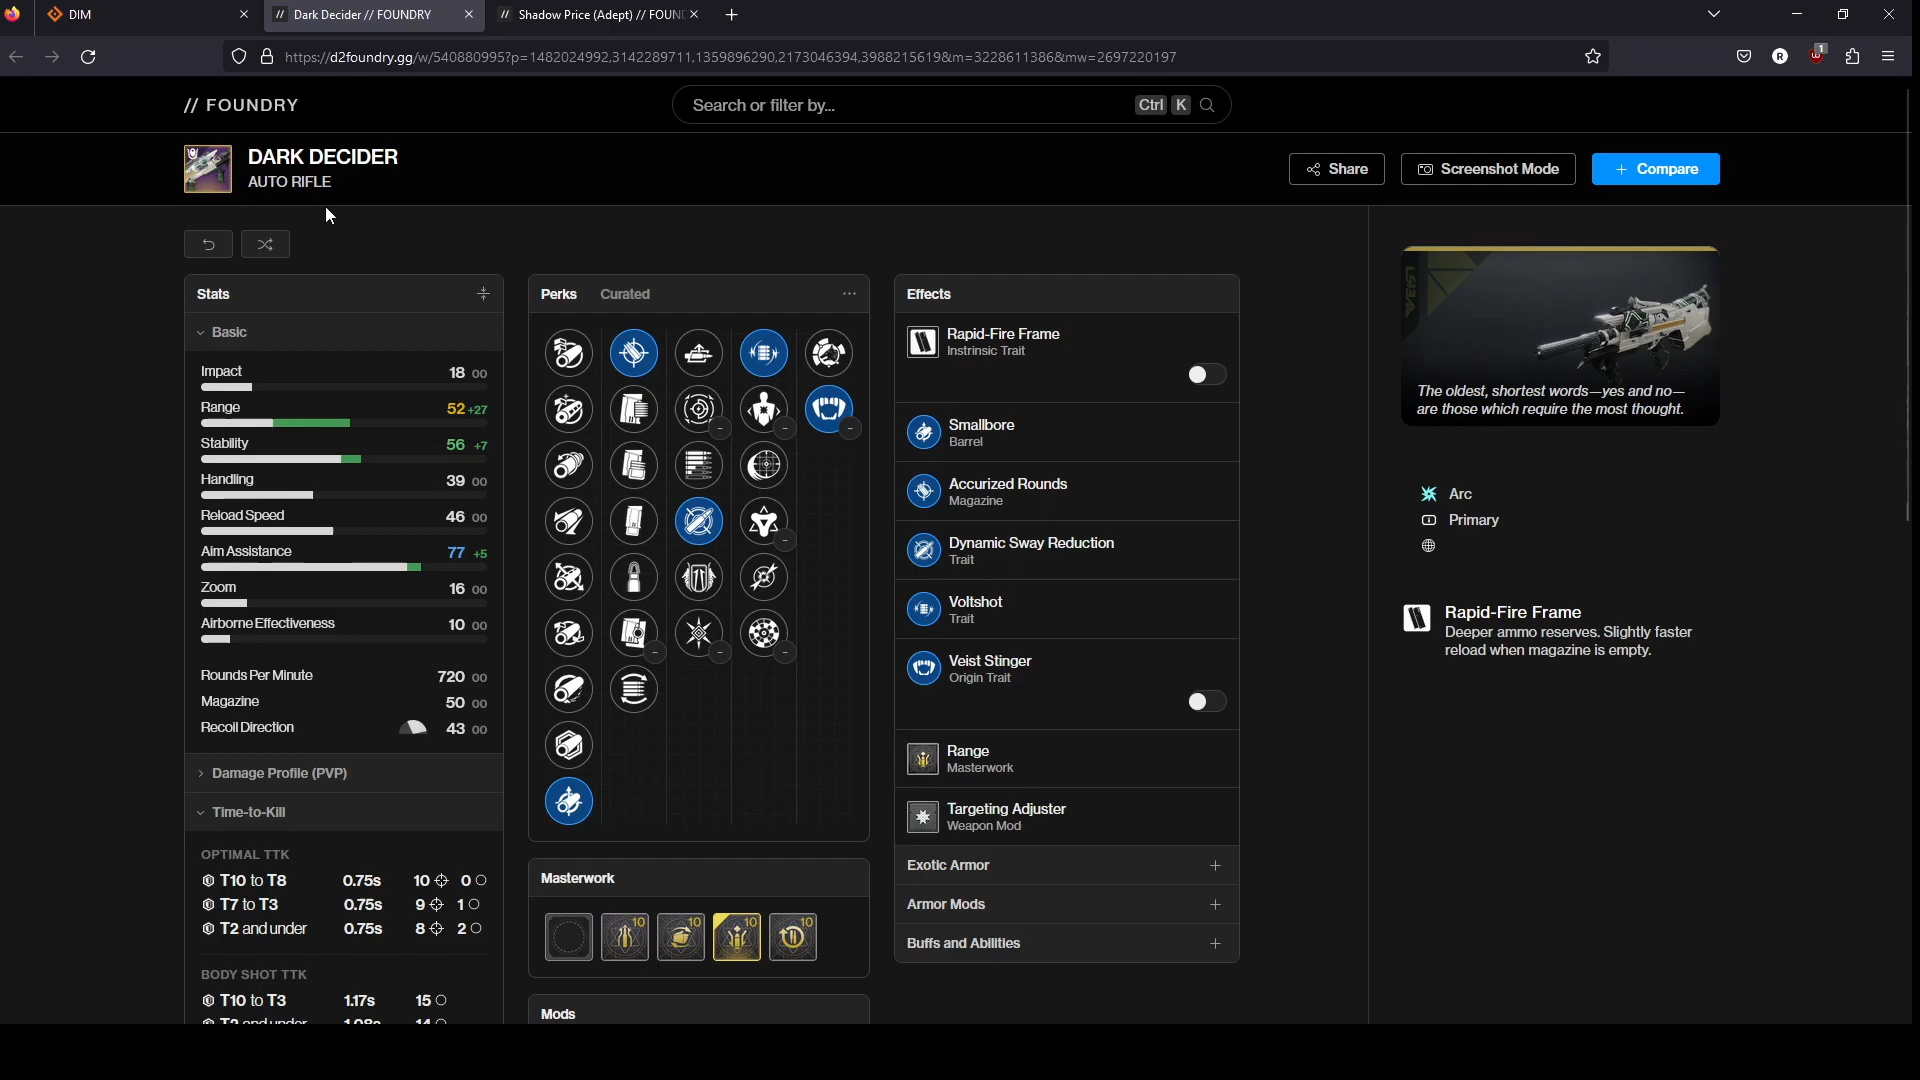 DIM
Dark Decider // FOUNDRY
Shadow Price (Adept) // FOUN
https://d2foundry.gg/w/540880995?p=1482024992,3142289711,1359896290,2173046394,3988215619&m=3228611386&mw=2697220197
R
1
// FOUNDRY
Search or filter by...
Ctrl K
DARK DECIDER
AUTO RIFLE
Share
Screenshot Mode
+ Compare
Stats
Basic
Impact 18 00
Range 52 +27
Stability 56 +7
Handling 39 00
Reload Speed 46 00
Aim Assistance 77 +5
Zoom 16 00
Airborne Effectiveness 10 00
Rounds Per Minute 720 00
Magazine 50 00
Recoil Direction 43 00
Damage Profile (PVP)
Time-to-Kill
OPTIMAL TTK
T10 to T8 0.75s 10 0
T7 to T3 0.75s 9 1
T2 and under 0.75s 8 2
BODY SHOT TTK
T10 to T3 1.17s 15
T2 and under 1.08s 14
Perks Curated
Masterwork
10 10 10 10
Mods
Effects
Rapid-Fire Frame
Instrinsic Trait
Smallbore
Barrel
Accurized Rounds
Magazine
Dynamic Sway Reduction
Trait
Voltshot
Trait
Veist Stinger
Origin Trait
Range
Masterwork
Targeting Adjuster
Weapon Mod
Exotic Armor +
Armor Mods +
Buffs and Abilities +
VEIST
The oldest, shortest words—yes and no—
are those which require the most thought.
Arc
Primary
Rapid-Fire Frame
Deeper ammo reserves. Slightly faster
reload when magazine is empty.